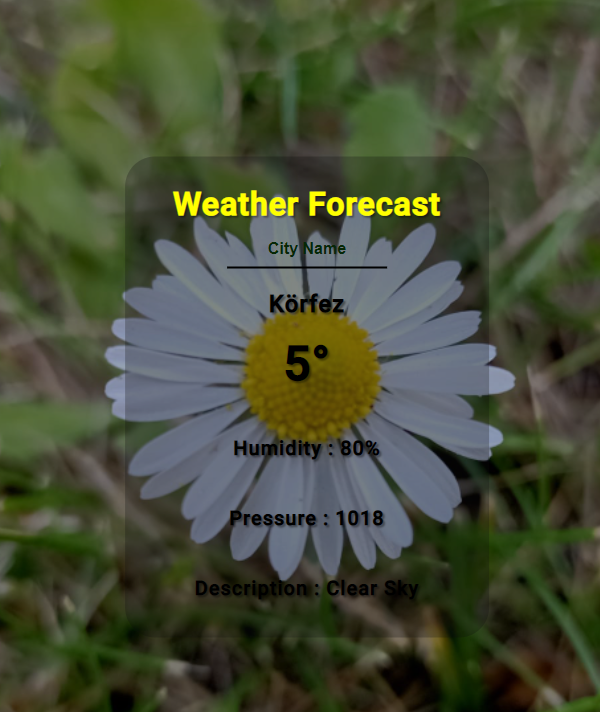 Weather Forecast
City Name
Körfez
5°
Humidity : 80%
Pressure : 1018
Description : Clear Sky